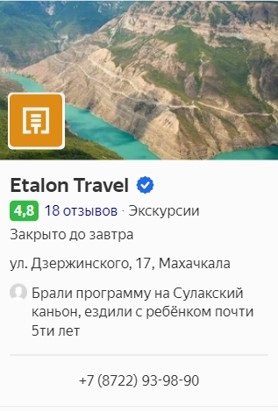 Etalon Travel
4,8 18 отзывов · Экскурсии
Закрыто до завтра
ул. Дзержинского, 17, Махачкала
Брали программу на Сулакский
каньон, ездили с ребёнком почти
5ти лет
+7 (8722) 93-98-90